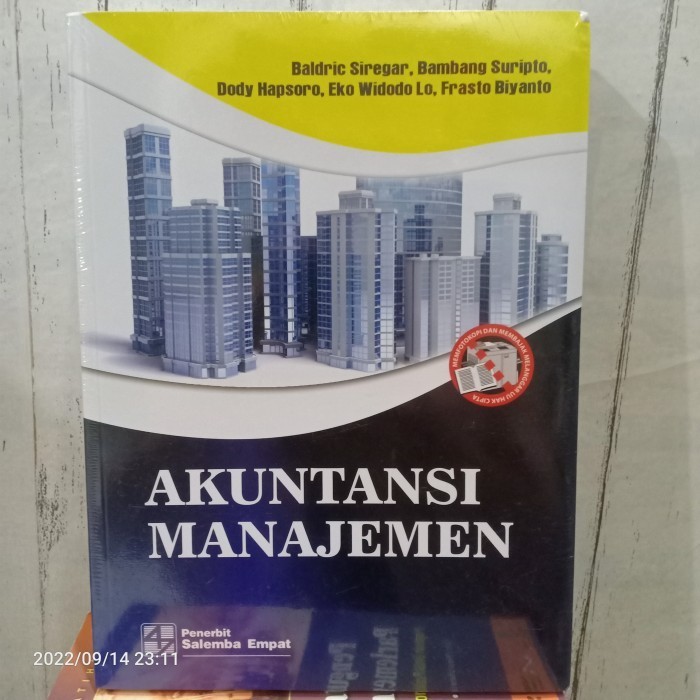 Baldric Siregar, Bambang Suripto,
Dody Hapsoro, Eko Widodo Lo, Frasto Biyanto
MEMFOTOKOPI DAN MEMBAJAK MELANGGAR UU HAK CIPTA
AKUNTANSI
MANAJEMEN
Penerbit
Salemba Empat
2022/09/14 23:11